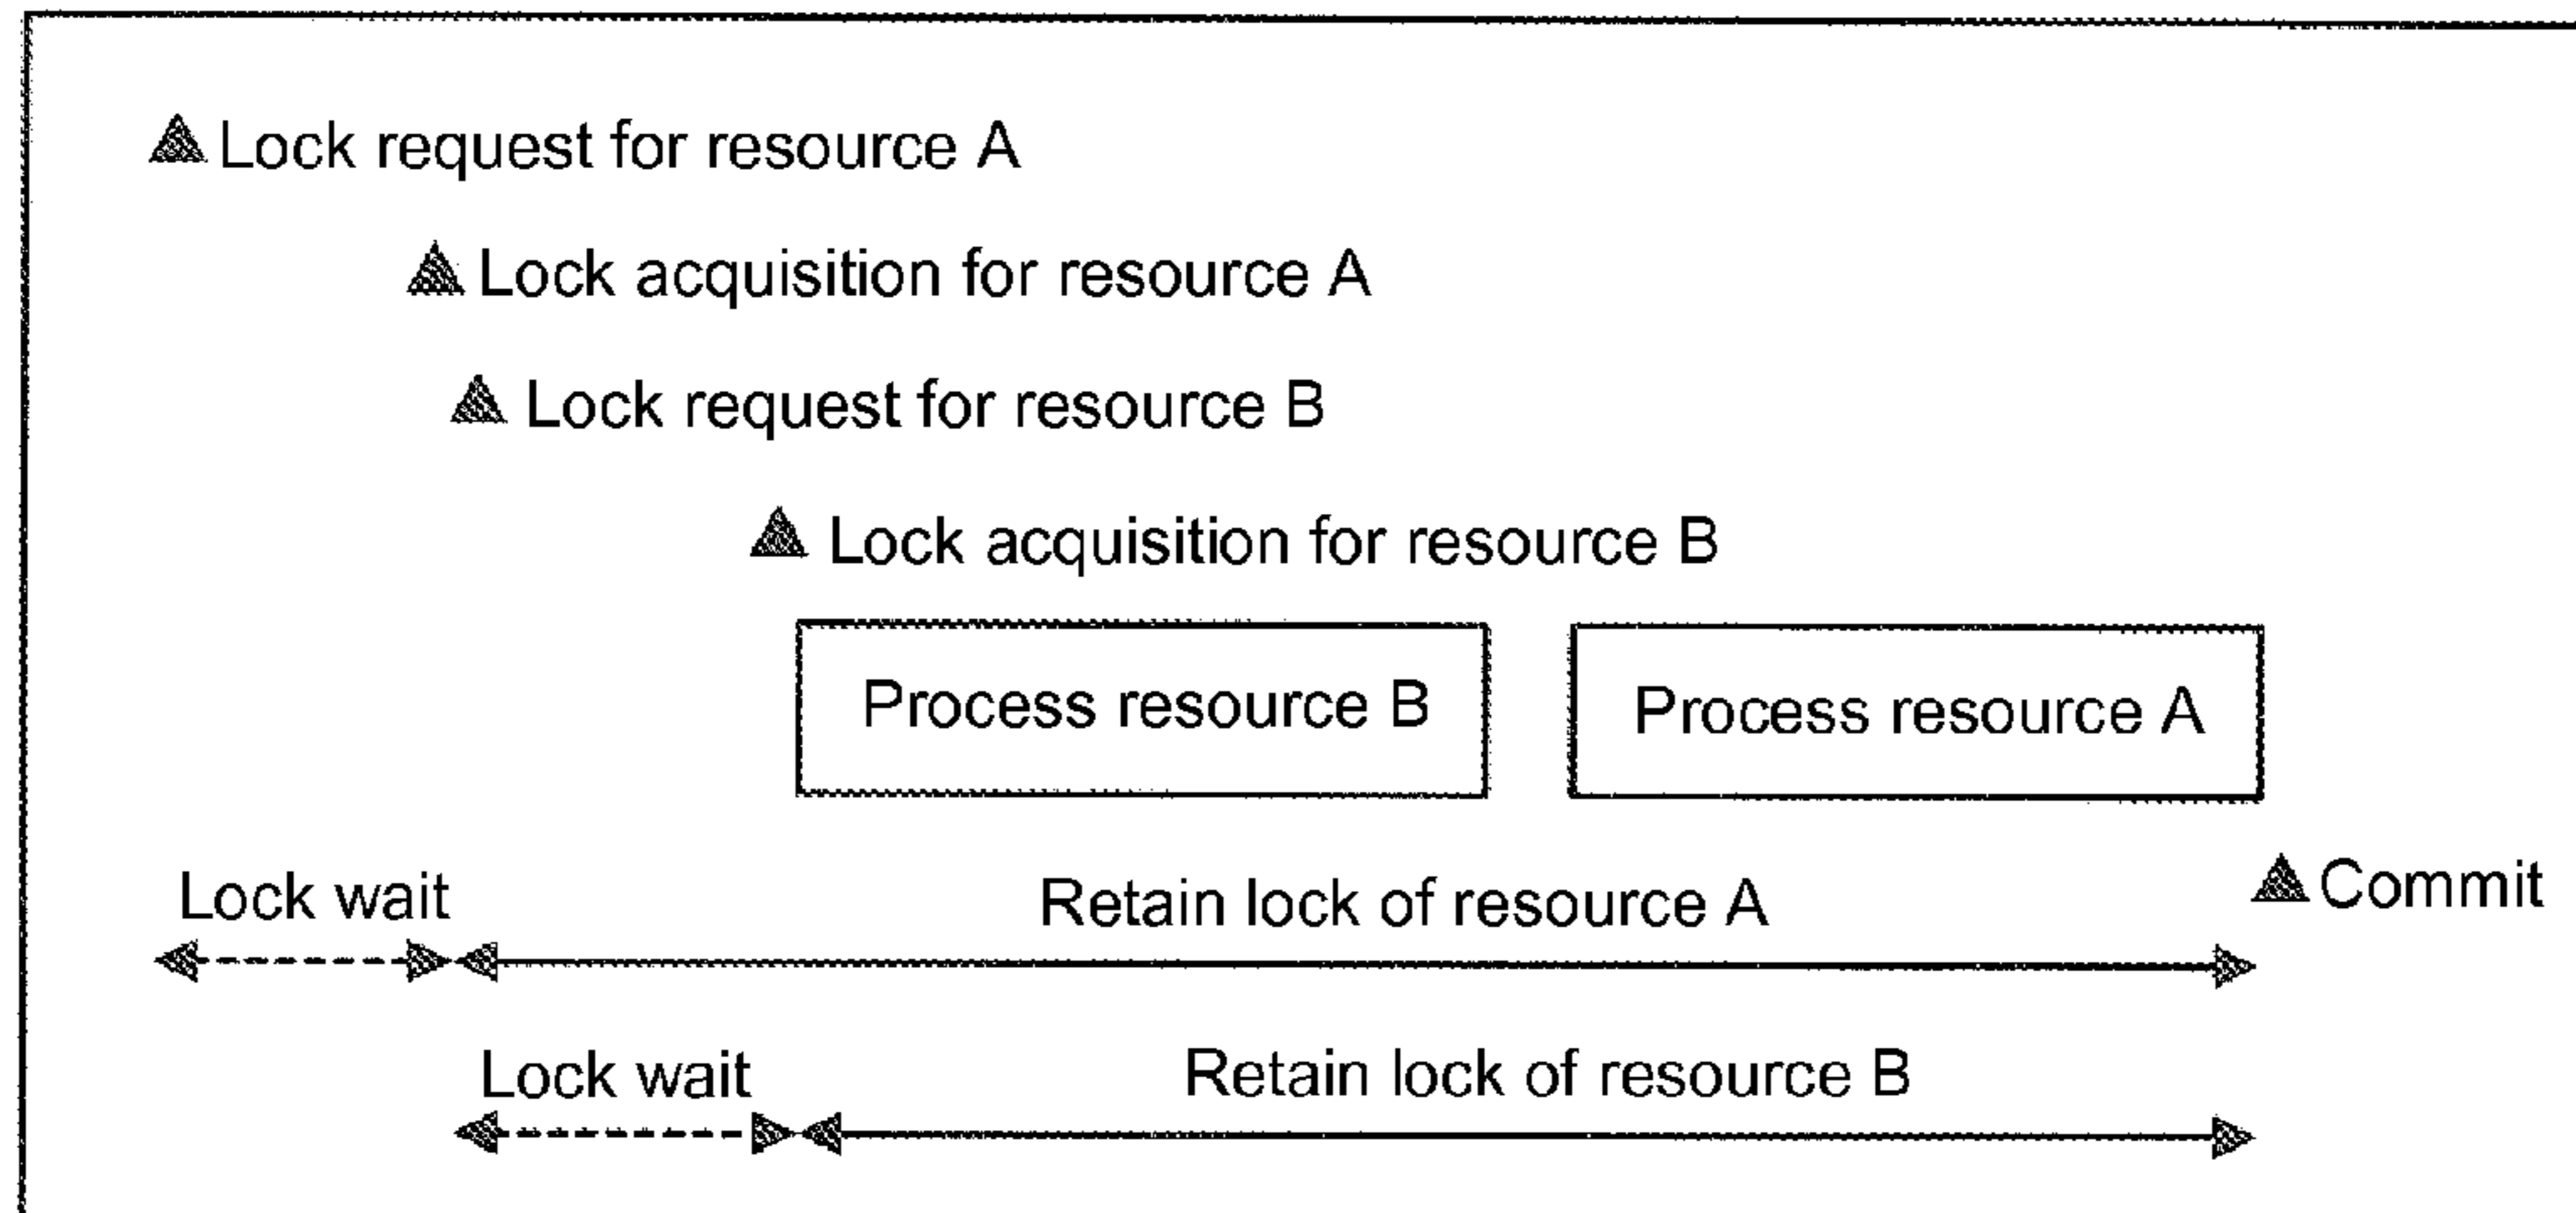 Lock request for resource A
Lock acquisition for resource A
Lock request for resource B
Lock acquisition for resource B
Process resource B
Process resource A
Lock wait
Retain lock of resource A
Commit
Lock wait
Retain lock of resource B